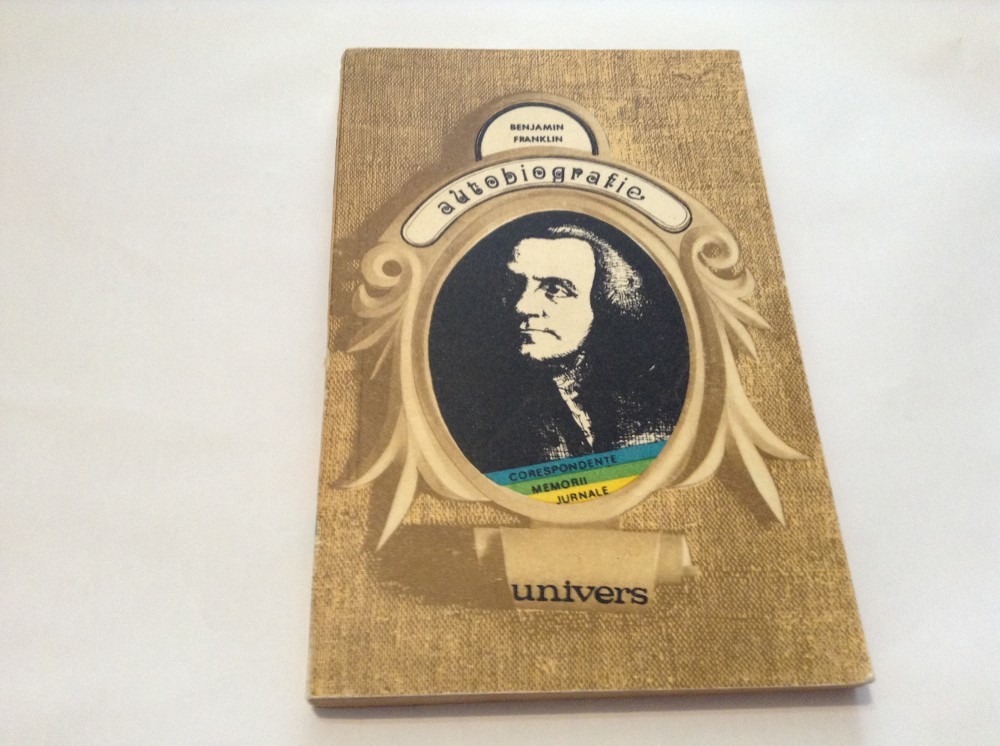 BENJAMIN
FRANKLIN
autobiografie
CORESPONDENTE
MEMORII
JURNALE
univers